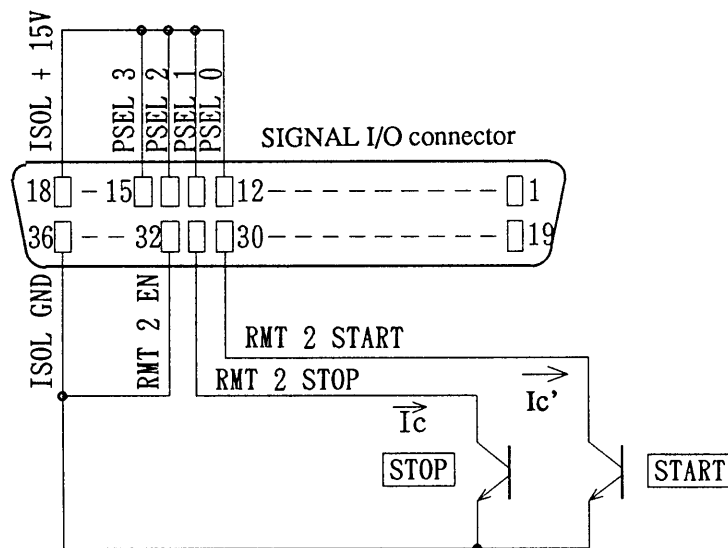 ISOL + 15V
PSEL 3
PSEL 2
PSEL 1
PSEL 0
SIGNAL I/O connector
18 15 12 1
36 32 30 19
ISOL GND
RMT 2 EN
RMT 2 START
RMT 2 STOP
Ic
Ic'
STOP
START